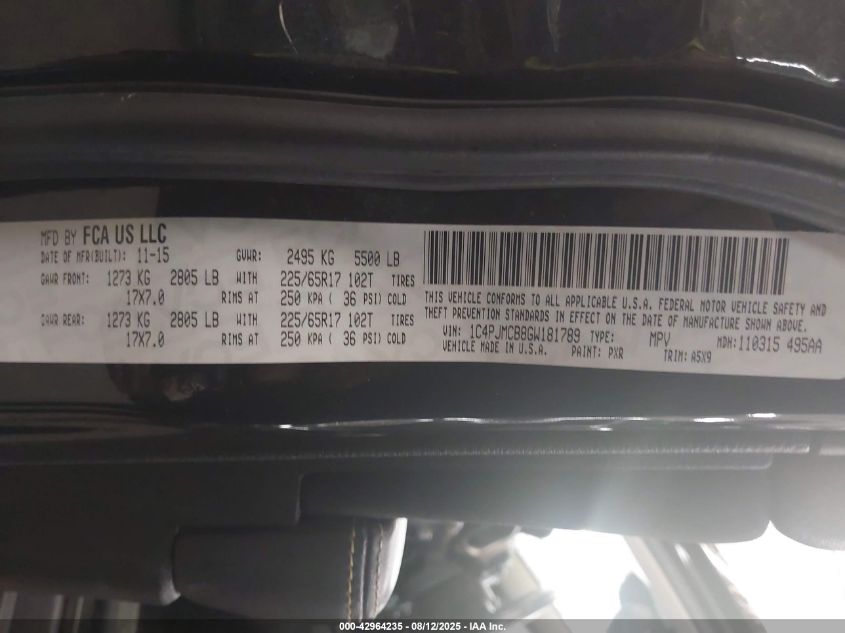 MFD BY FCA US LLC
DATE OF MFR(BUILT): 11-15 GVWR: 2495 KG 5500 LB
GAWR FRONT: 1273 KG 2805 LB WITH 225/65R17 102T TIRES
17X7.0 RIMS AT 250 KPA ( 36 PSI) COLD
GAWR REAR: 1273 KG 2805 LB WITH 225/65R17 102T TIRES
17X7.0 RIMS AT 250 KPA ( 36 PSI) COLD
THIS VEHICLE CONFORMS TO ALL APPLICABLE U.S.A. FEDERAL MOTOR VEHICLE SAFETY AND
THEFT PREVENTION STANDARDS IN EFFECT ON THE DATE OF MANUFACTURE SHOWN ABOVE.
VIN: 1C4PJMCB8GW181789 TYPE: MPV MDH: 110315 495AA
VEHICLE MADE IN U.S.A. PAINT: PXR TRIM: A5X9
000-42964235 - 08/12/2025 - IAA Inc.